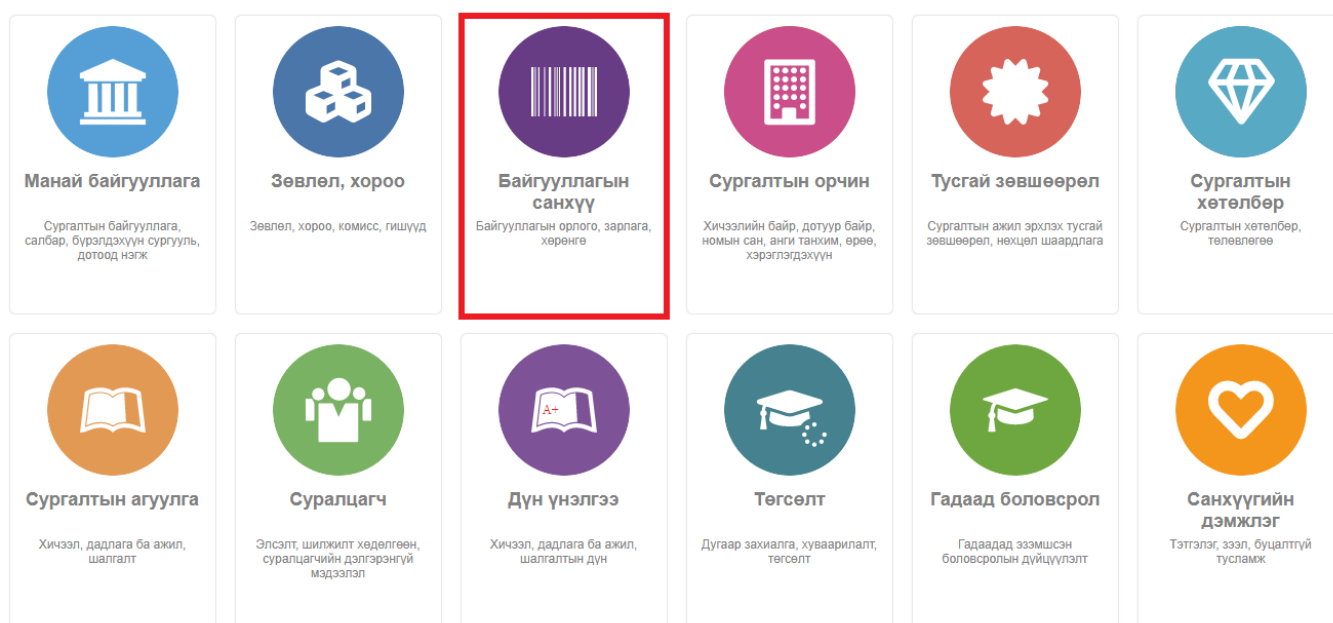 Манай байгууллага
Сургалтын байгууллага,
салбар, бүрэлдэхүүн сургууль,
дотоод нэгж
Зөвлөл, хороо
Зөвлөл, хороо, комисс, гишүүд
Байгууллагын
санхүү
Байгууллагын орлого, зарлага,
хөрөнгө
Сургалтын орчин
Хичээлийн байр, дотуур байр,
номын сан, анги танхим, өрөө,
хэрэглэгдэхүүн
Тусгай зөвшөөрөл
Сургалтын ажил эрхлэх тусгай
зөвшөөрөл, нөхцөл шаардлага
Сургалтын
хөтөлбөр
Сургалтын хөтөлбөр,
төлөвлөгөө
Сургалтын агуулга
Хичээл, дадлага ба ажил,
шалгалт
Суралцагч
Элсэлт, шилжилт хөдөлгөөн,
суралцагчийн дэлгэрэнгүй
мэдээлэл
A+
Дүн үнэлгээ
Хичээл, дадлага ба ажил,
шалгалтын дүн
Төгсөлт
Дугаар захиалга, хуваарилалт,
төгсөлт
Гадаад боловсрол
Гадаадад эзэмшсэн
боловсролын дүйцүүлэлт
Санхүүгийн
дэмжлэг
Тэтгэлэг, зээл, буцалтгүй
тусламж